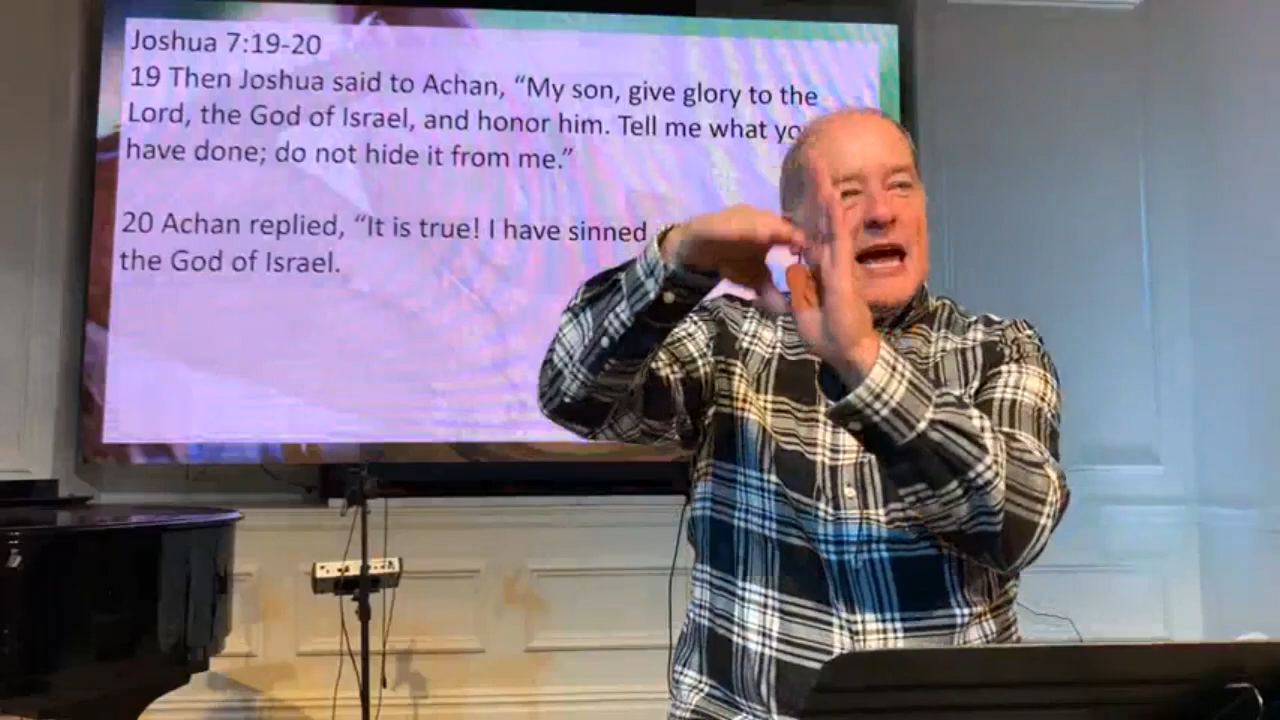 Joshua 7:19-20
19 Then Joshua said to Achan, “My son, give glory to the
Lord, the God of Israel, and honor him. Tell me what
have done; do not hide it from me.”
20 Achan replied, “It is true! I have sinned
the God of Israel.